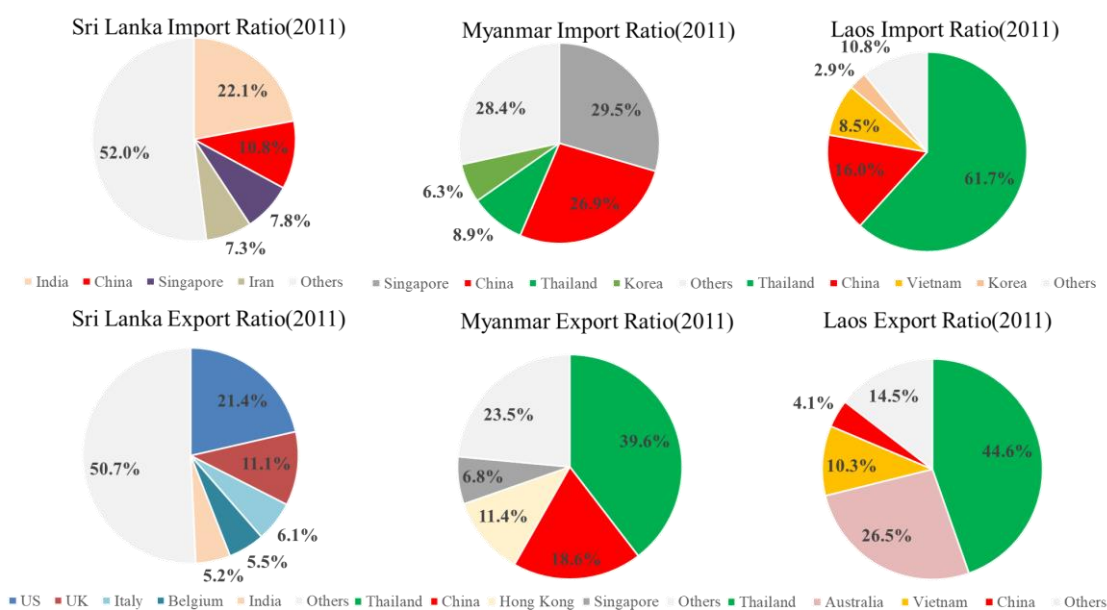 Sri Lanka Import Ratio(2011)
22.1%
10.8%
7.8%
7.3%
52.0%
India China Singapore Iran Others
Myanmar Import Ratio(2011)
29.5%
26.9%
8.9%
6.3%
28.4%
Singapore China Thailand Korea Others
Laos Import Ratio(2011)
61.7%
16.0%
8.5%
2.9%
10.8%
Thailand China Vietnam Korea Others
Sri Lanka Export Ratio(2011)
21.4%
11.1%
6.1%
5.5%
5.2%
50.7%
US UK Italy Belgium India Others
Myanmar Export Ratio(2011)
39.6%
18.6%
11.4%
6.8%
23.5%
Thailand China Hong Kong Singapore Others
Laos Export Ratio(2011)
44.6%
26.5%
10.3%
4.1%
14.5%
Thailand Australia Vietnam China Others